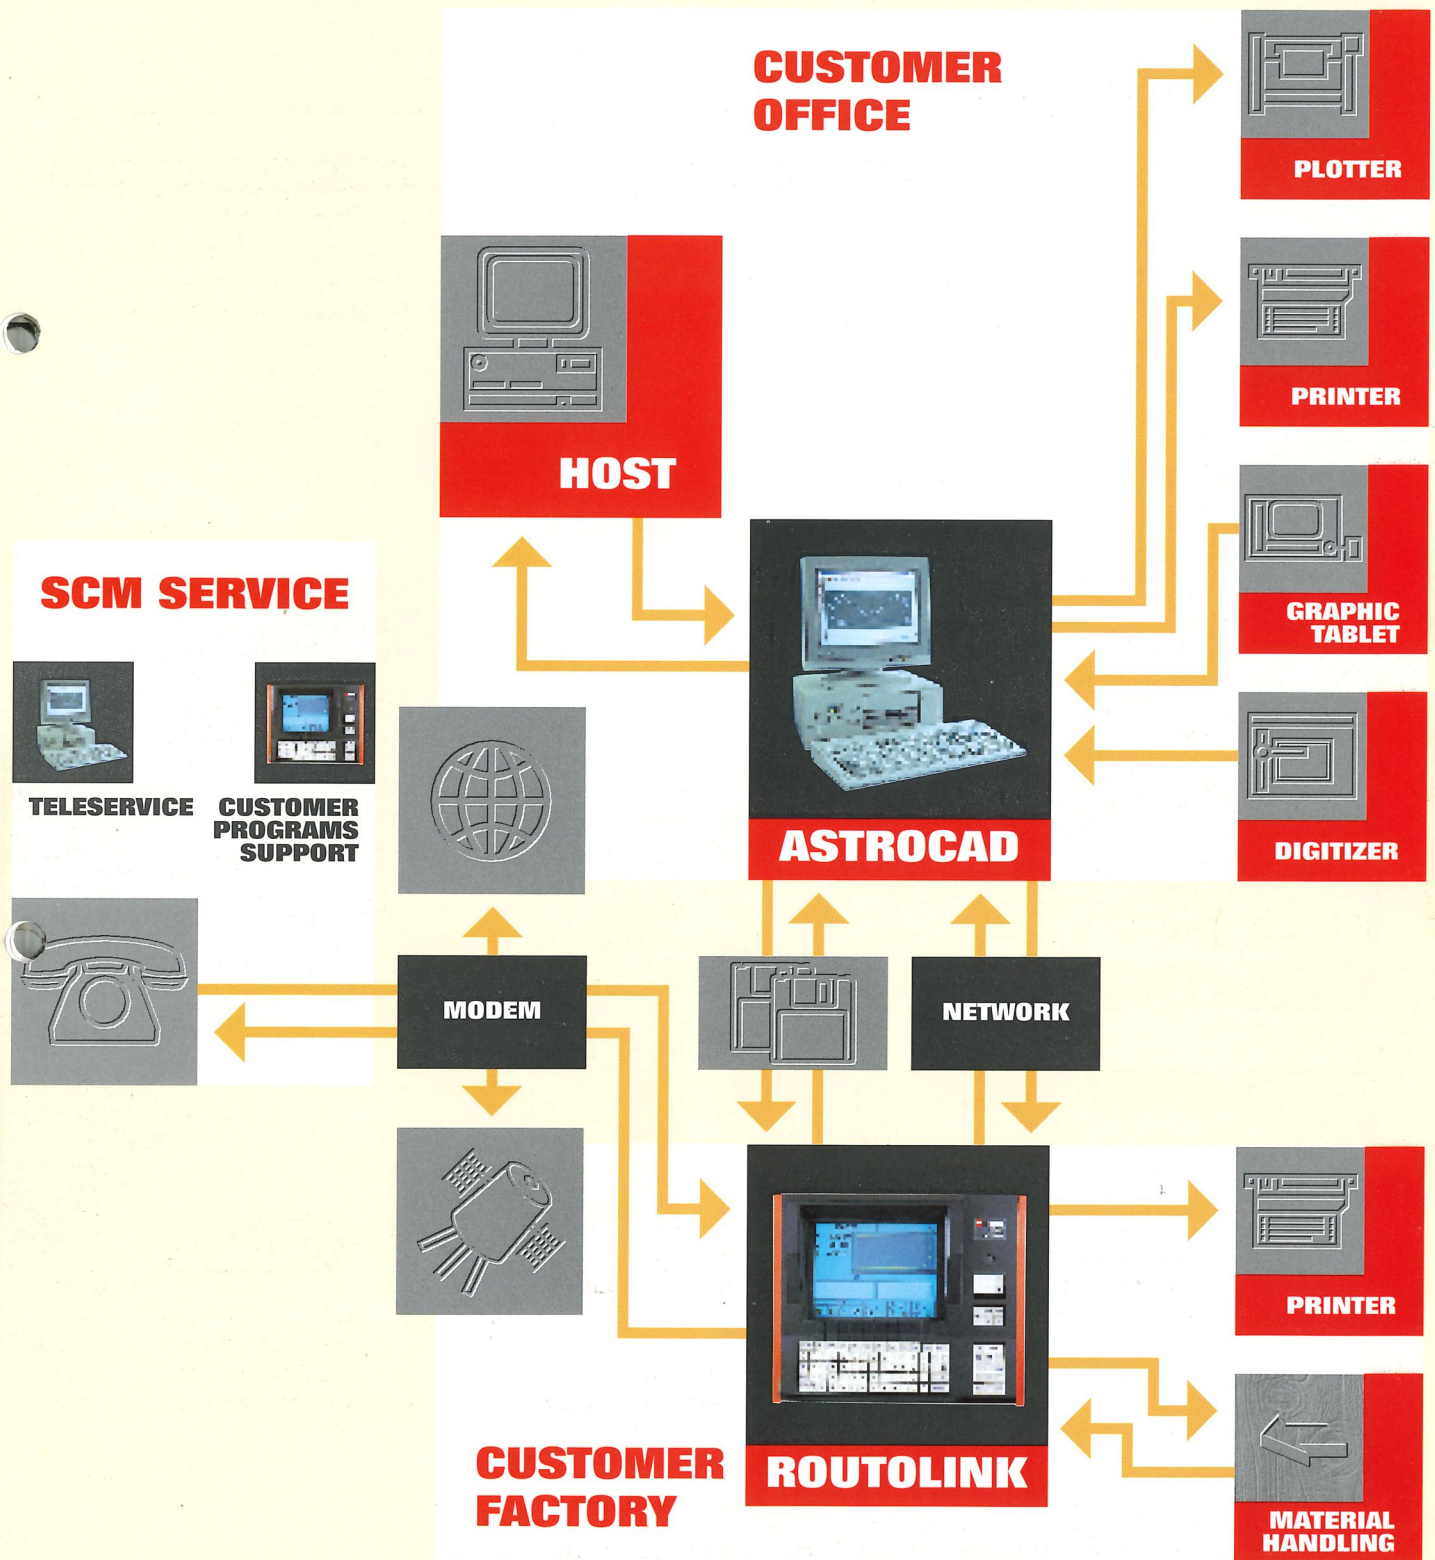 CUSTOMER
OFFICE
PLOTTER
PRINTER
HOST
GRAPHIC
TABLET
SCM SERVICE
TELESERVICE
CUSTOMER
PROGRAMS
SUPPORT
ASTROCAD
DIGITIZER
MODEM
NETWORK
PRINTER
CUSTOMER
FACTORY
ROUTOLINK
MATERIAL
HANDLING